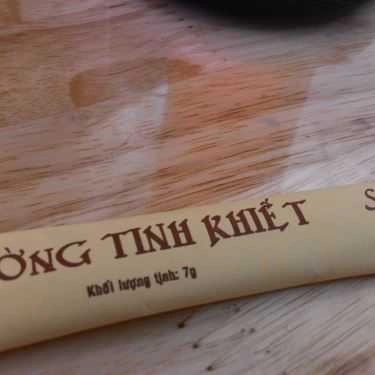 ỜNG TINH KHIẾT
Khối lượng tịnh: 7g
S